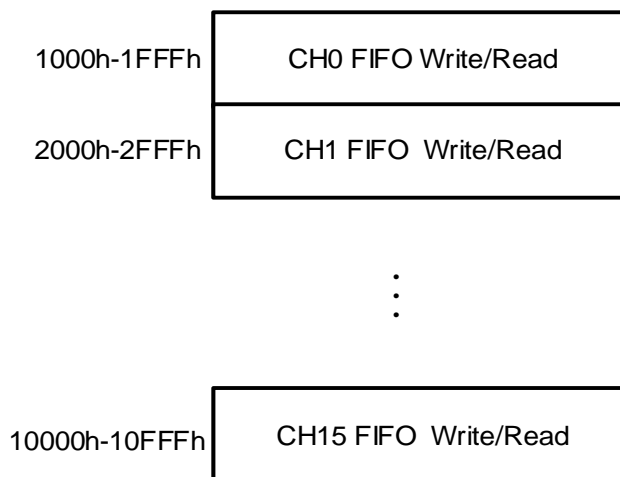 1000h-1FFFh CH0 FIFO Write/Read
2000h-2FFFh CH1 FIFO Write/Read
10000h-10FFFh CH15 FIFO Write/Read